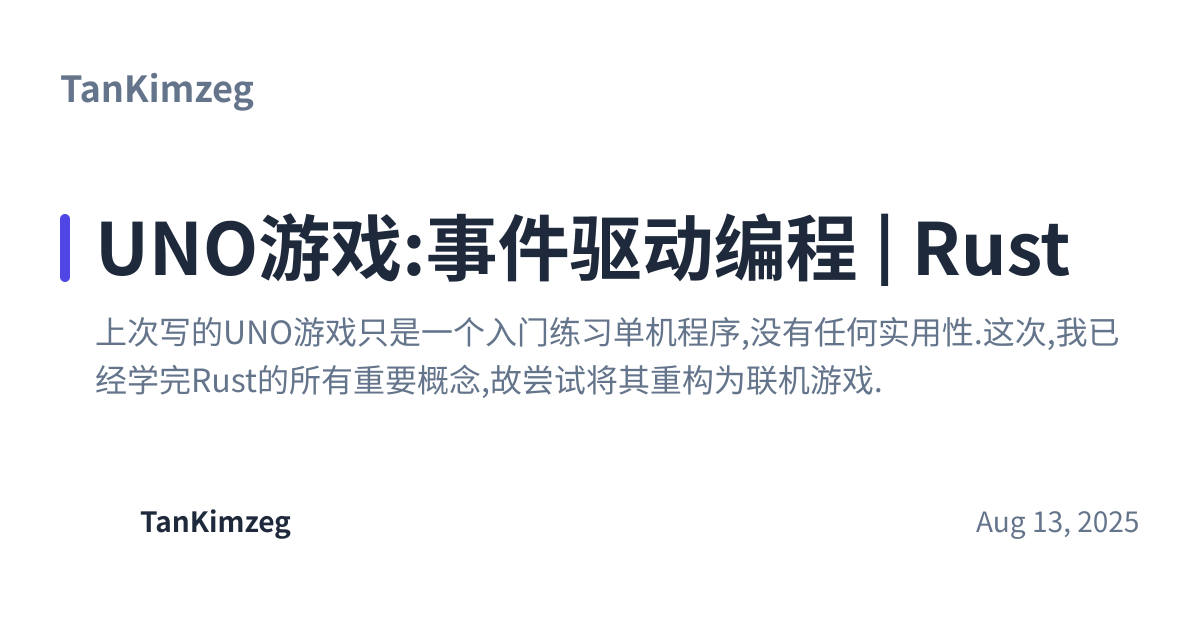 TanKimzeg
UNO游戏:事件驱动编程 | Rust
上次写的UNO游戏只是一个入门练习单机程序,没有任何实用性.这次,我已
经学完Rust的所有重要概念,故尝试将其重构为联机游戏.
TanKimzeg
Aug 13, 2025